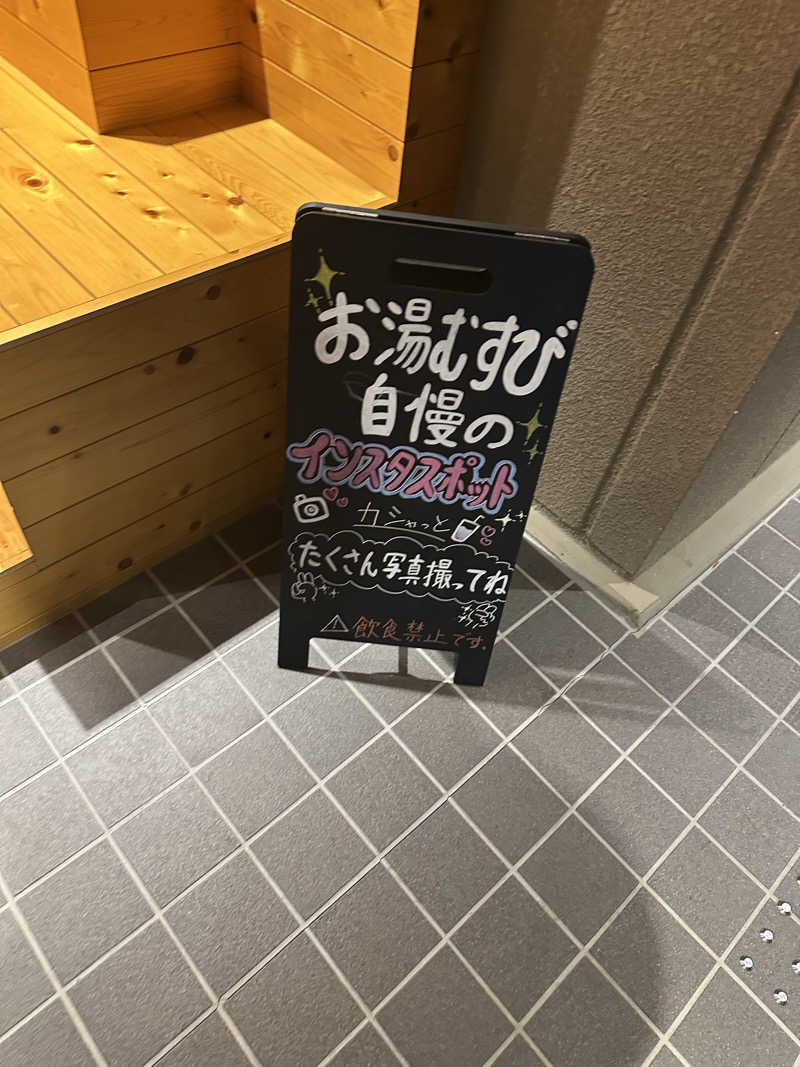 お湯むすび
自慢の
インスタスポット
カシャっと
たくさん写真撮ってね
⚠飲食禁止です。